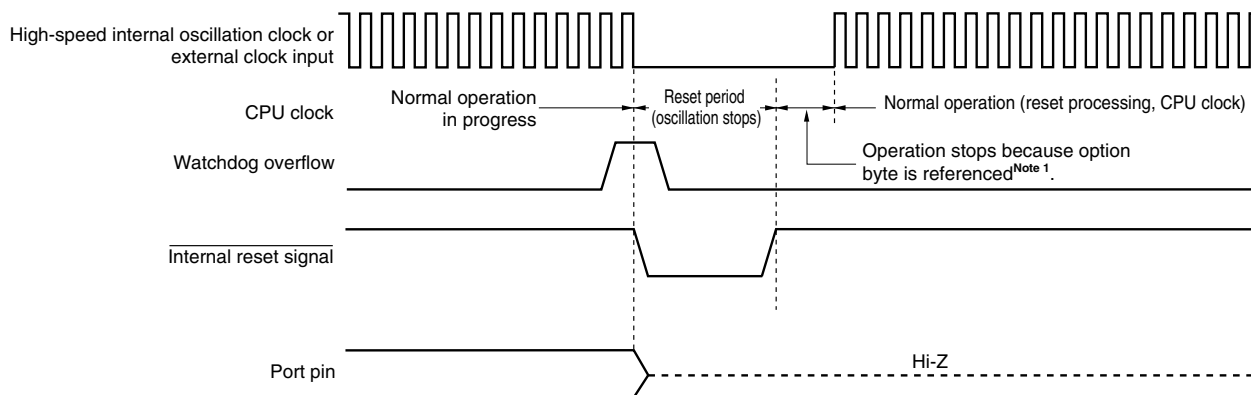 High-speed internal oscillation clock or
external clock input
CPU clock
Normal operation
in progress
Reset period
(oscillation stops)
Normal operation (reset processing, CPU clock)
Operation stops because option
byte is referenced Note 1.
Watchdog overflow
Internal reset signal
Port pin
Hi-Z